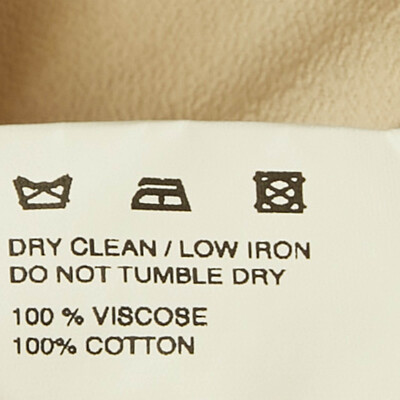 DRY CLEAN / LOW IRON
DO NOT TUMBLE DRY
100 % VISCOSE
100% COTTON